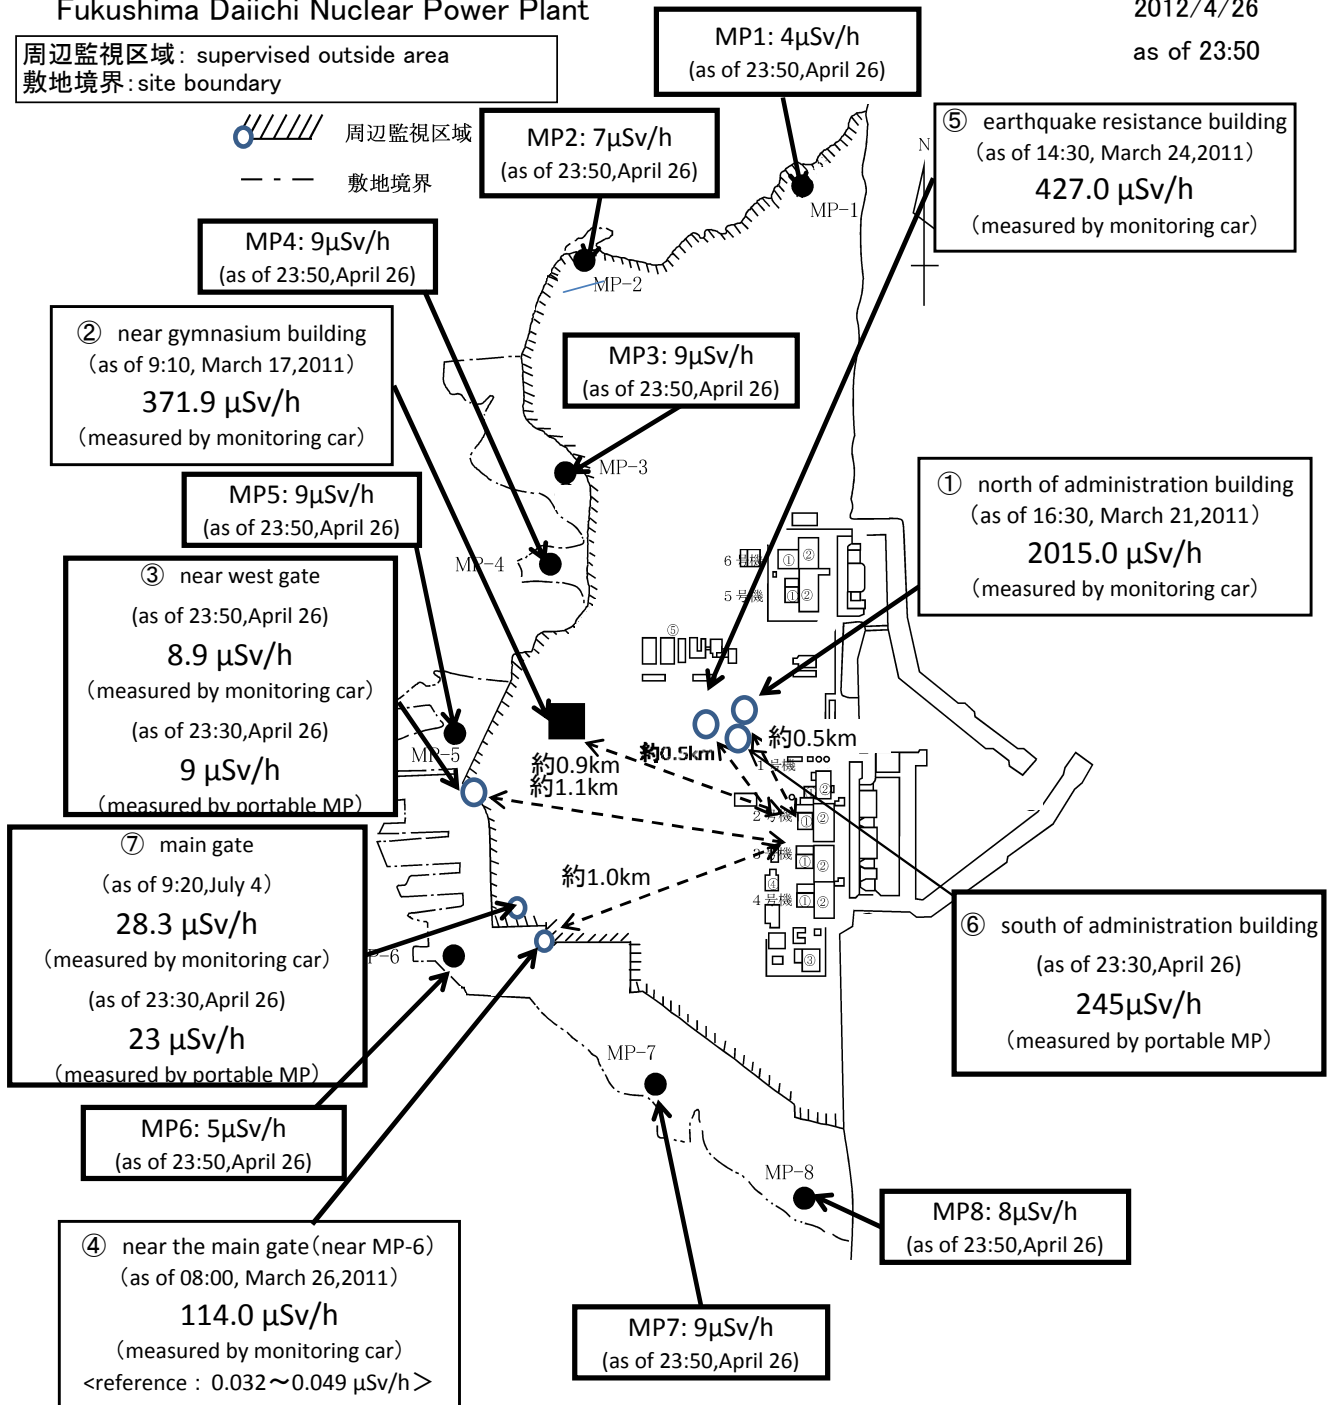 Fukushima Daiichi Nuclear Power Plant
2012/4/26
as of 23:50
周辺監視区域: supervised outside area
敷地境界:site boundary
周辺監視区域
敷地境界
MP1: 4μSv/h
(as of 23:50,April 26)
MP2: 7μSv/h
(as of 23:50,April 26)
⑤ earthquake resistance building
(as of 14:30, March 24,2011)
427.0 μSv/h
(measured by monitoring car)
N
MP-1
MP4: 9μSv/h
(as of 23:50,April 26)
MP-2
② near gymnasium building
(as of 9:10, March 17,2011)
371.9 μSv/h
(measured by monitoring car)
MP3: 9μSv/h
(as of 23:50,April 26)
MP-3
MP5: 9μSv/h
(as of 23:50,April 26)
① north of administration building
(as of 16:30, March 21,2011)
2015.0 μSv/h
(measured by monitoring car)
MP-4
③ near west gate
(as of 23:50,April 26)
8.9 μSv/h
(measured by monitoring car)
(as of 23:30,April 26)
9 μSv/h
(measured by portable MP)
6号機
①
②
5号機
①
②
⑤
MP-5
約0.9km
約1.1km
約0.5km
約0.5km
1号機
②
2号機
①
②
3号機
①
②
④
4号機
①
②
③
約1.0km
⑦ main gate
(as of 9:20,July 4)
28.3 μSv/h
(measured by monitoring car)
(as of 23:30,April 26)
23 μSv/h
(measured by portable MP)
P-6
⑥ south of administration building
(as of 23:30,April 26)
245μSv/h
(measured by portable MP)
MP-7
MP6: 5μSv/h
(as of 23:50,April 26)
MP-8
MP8: 8μSv/h
(as of 23:50,April 26)
④ near the main gate(near MP-6)
(as of 08:00, March 26,2011)
114.0 μSv/h
(measured by monitoring car)
<reference : 0.032～0.049 μSv/h＞
MP7: 9μSv/h
(as of 23:50,April 26)